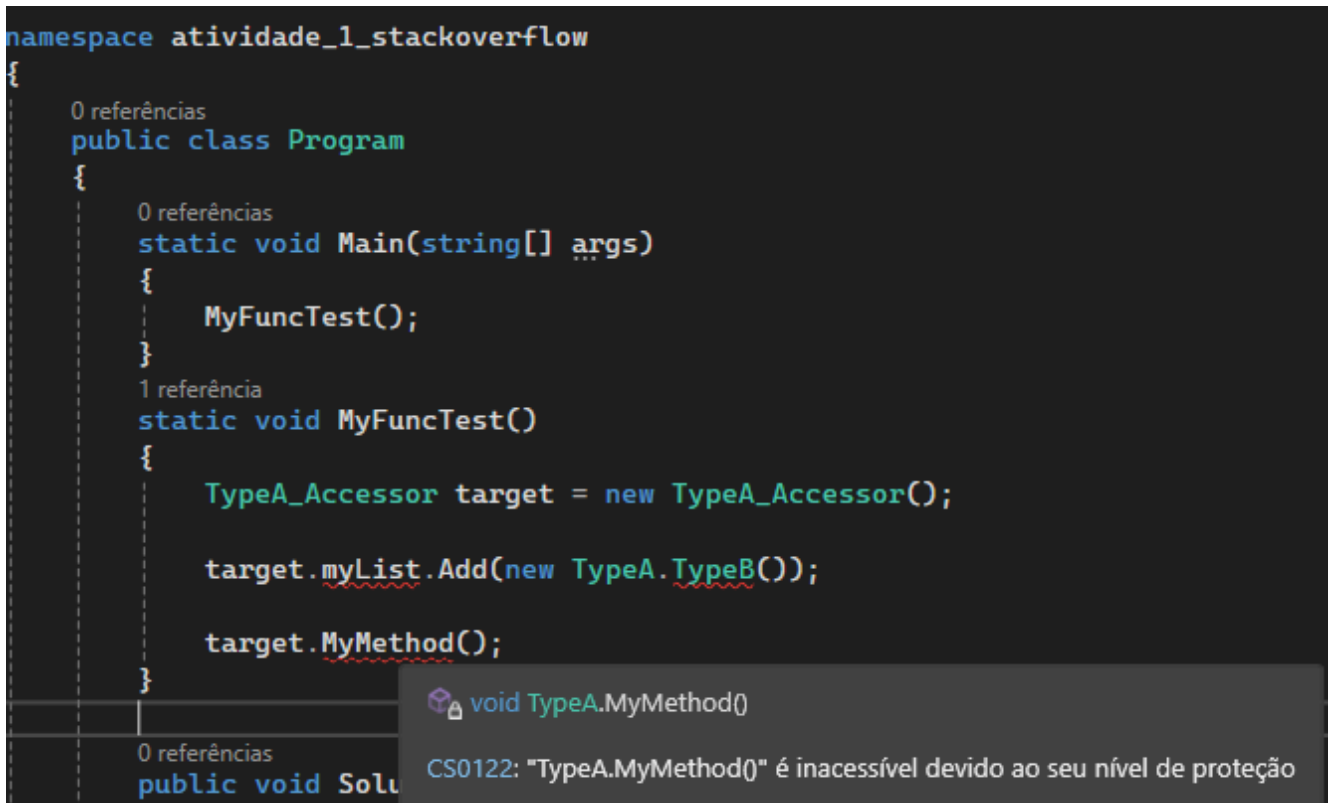 namespace atividade_1_stackoverflow
{
0 referências
public class Program
{
0 referências
static void Main(string[] args)
{
MyFuncTest();
}
1 referência
static void MyFuncTest()
{
TypeA_Accessor target = new TypeA_Accessor();
target.myList.Add(new TypeA.TypeB());
target.MyMethod();
}
void TypeA.MyMethod()
CS0122: "TypeA.MyMethod()" é inacessível devido ao seu nível de proteção
0 referências
public void Solu